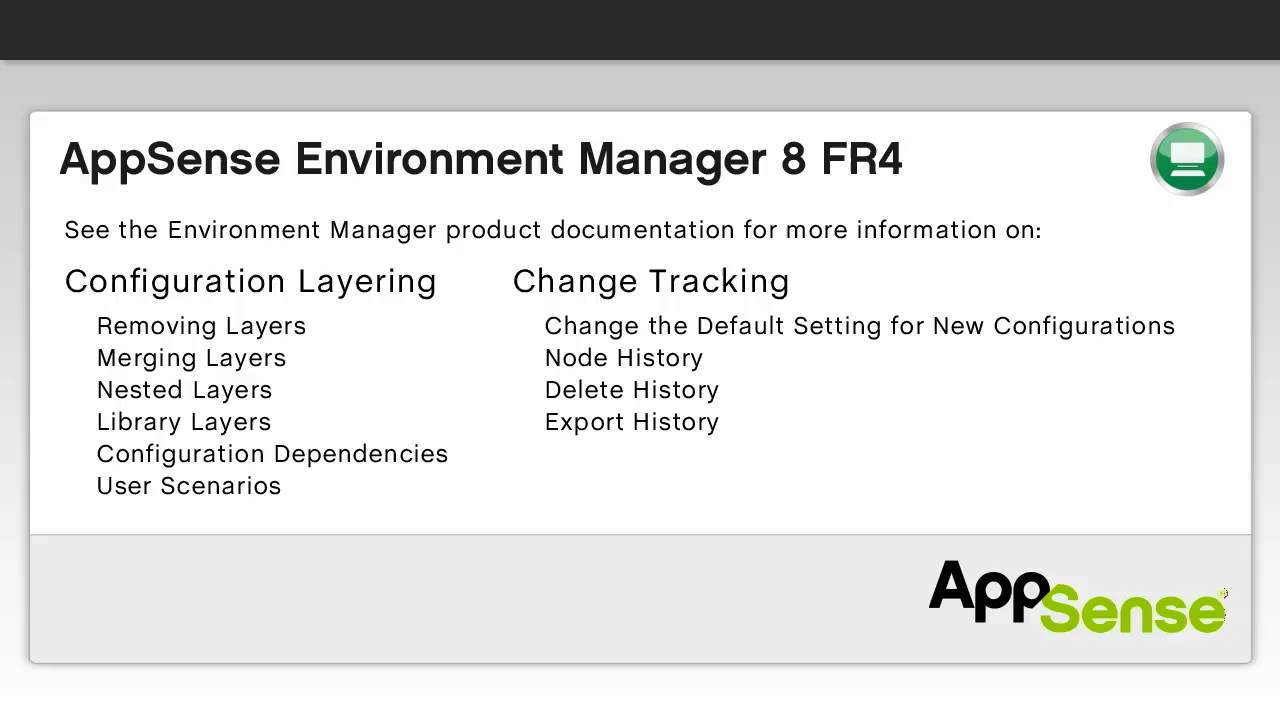 AppSense Environment Manager 8 FR4
See the Environment Manager product documentation for more information on:
Configuration Layering
Removing Layers
Merging Layers
Nested Layers
Library Layers
Configuration Dependencies
User Scenarios
Change Tracking
Change the Default Setting for New Configurations
Node History
Delete History
Export History
AppSense